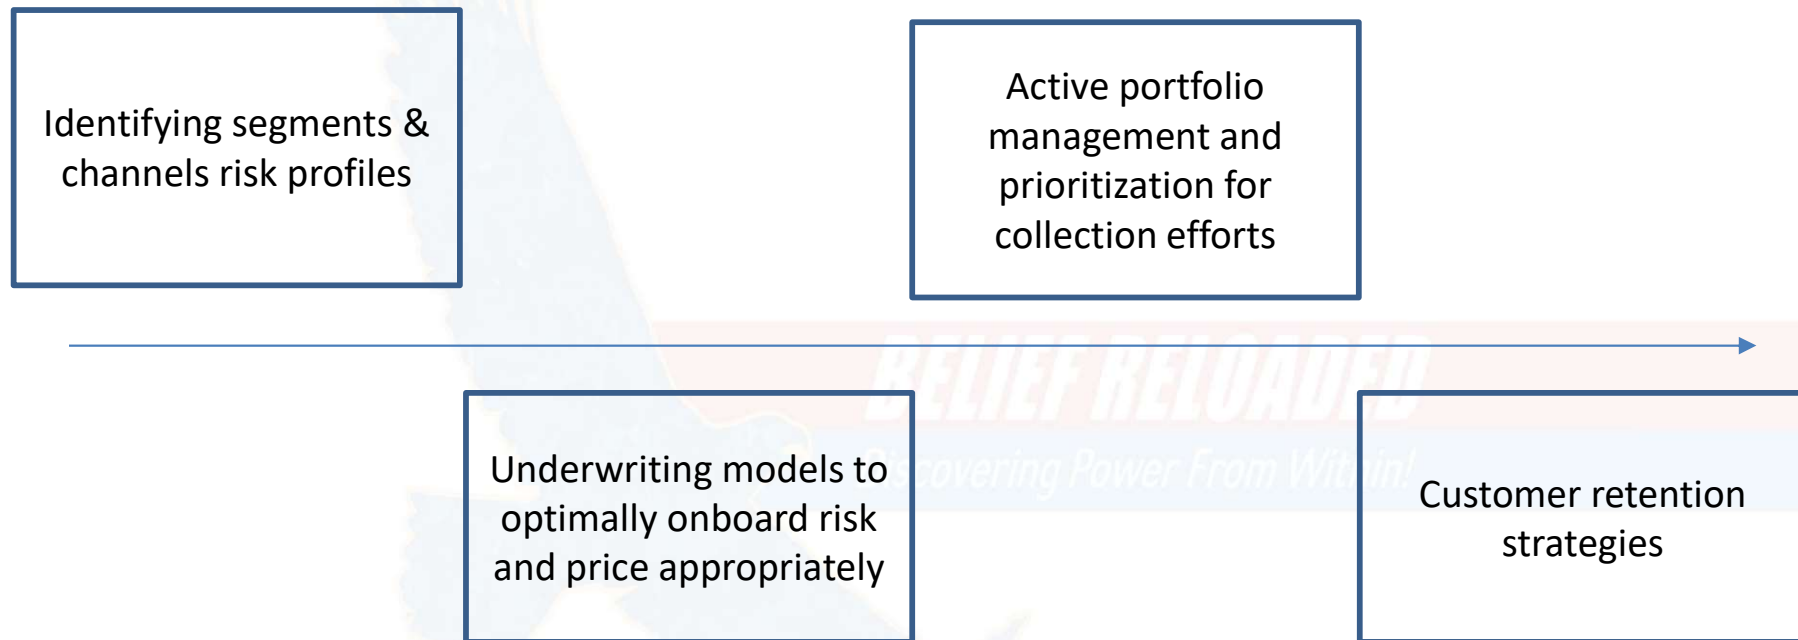 Identifying segments &
channels risk profiles
Active portfolio
management and
prioritization for
collection efforts
BELIEF RELOADED
Discovering Power From Within!
Underwriting models to
optimally onboard risk
and price appropriately
Customer retention
strategies